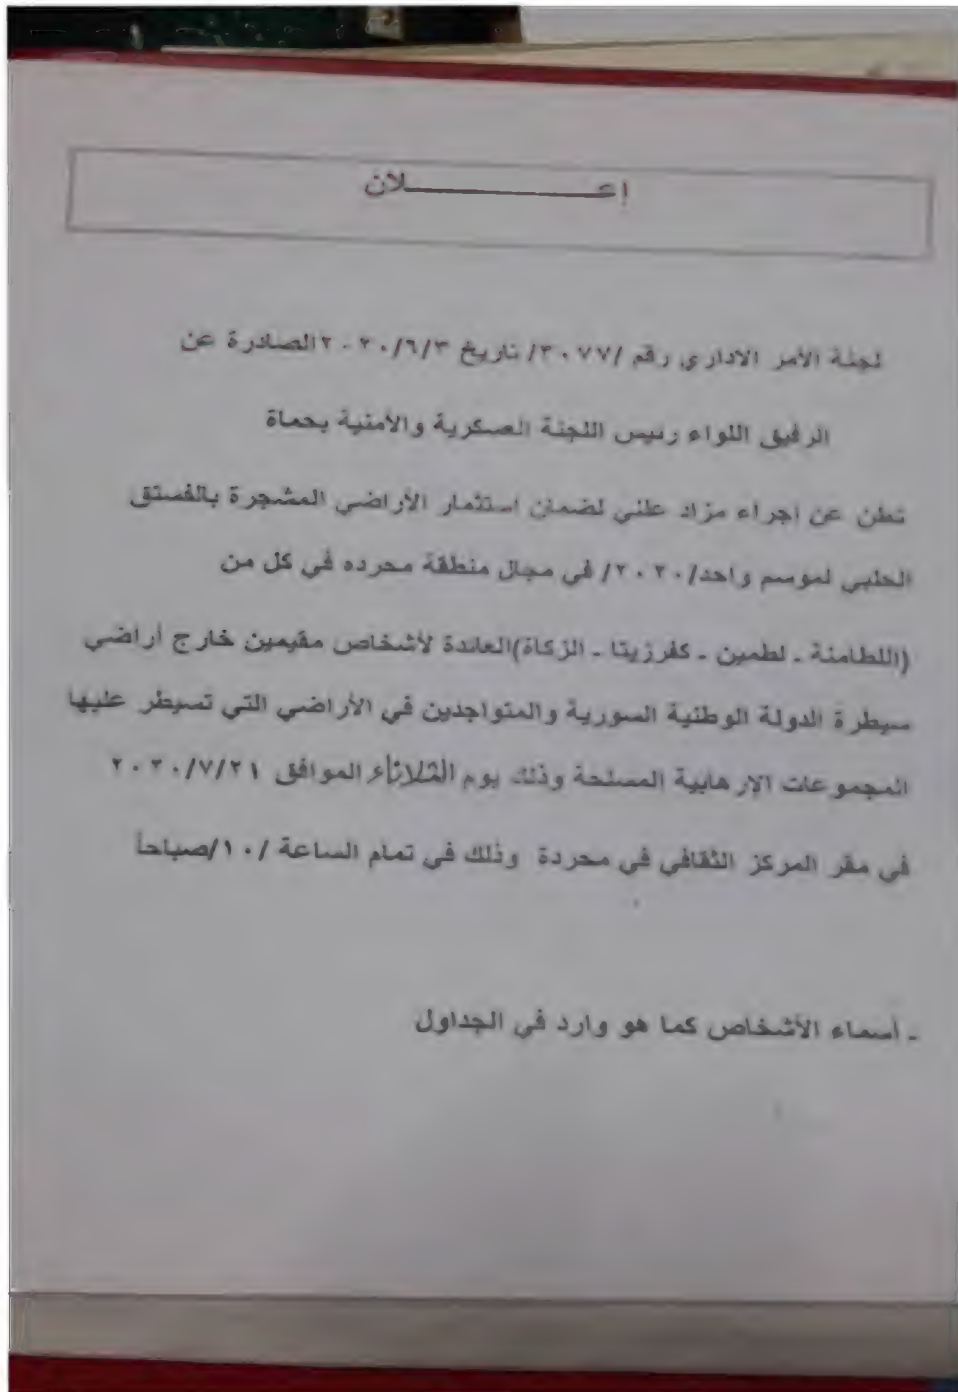 إعـــــــــــــــلان
لجنة الأمر الاداري رقم /٣٠٧٧/ تاريخ ٢٠٢٠/٦/٣الصادرة عن
الرفيق اللواء رئيس اللجنة العسكرية والأمنية بحماة
تعلن عن اجراء مزاد علني لضمان استثمار الأراضي المشجرة بالفستق
الحلبي لموسم واحد/٢٠٢٠/ في مجال منطقة محرده في كل من
(اللطامنة ـ لطمين ـ كفرزيتا ـ الزكاة)العائدة لأشخاص مقيمين خارج أراضي
سيطرة الدولة الوطنية السورية والمتواجدين في الأراضي التي تسيطر عليها
المجموعات الإرهابية المسلحة وذلك يوم الثلاثاء الموافق ٢٠٢٠/٧/٢١
في مقر المركز الثقافي في محردة وذلك في تمام الساعة /١٠/صباحاً
ـ أسماء الأشخاص كما هو وارد في الجداول